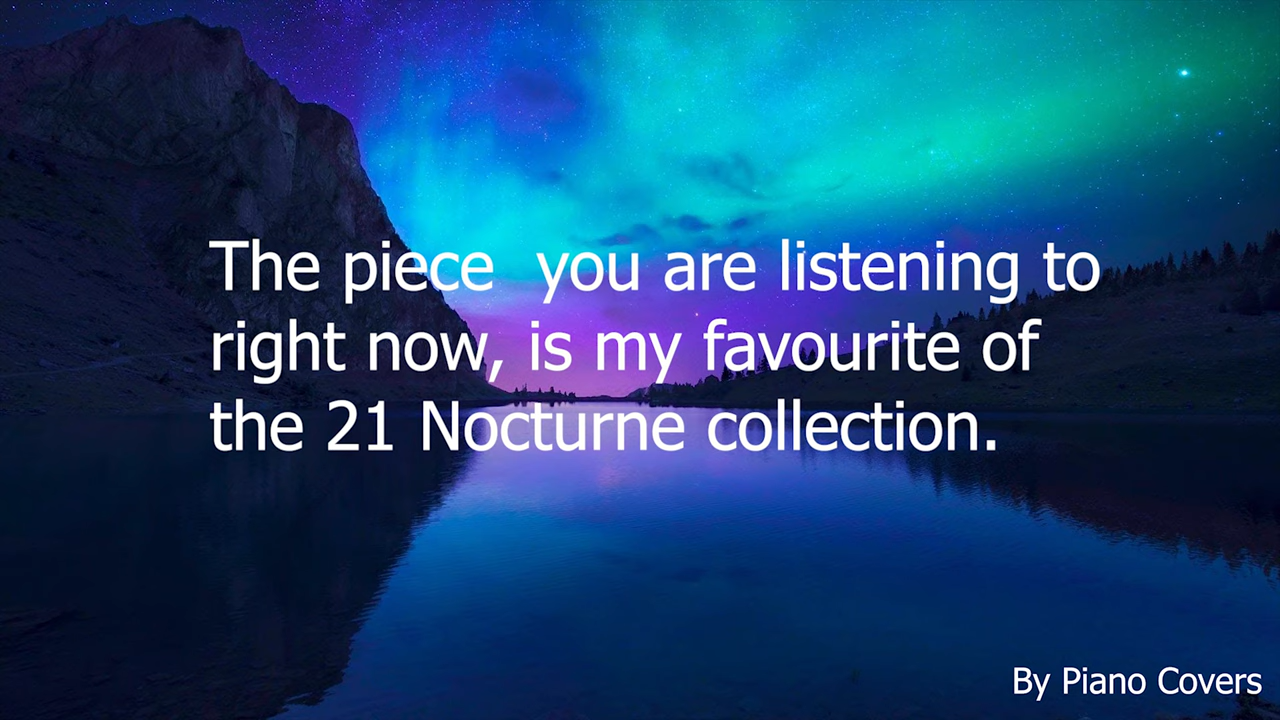 The piece  you are listening to
right now, is my favourite of
the 21 Nocturne collection.
By Piano Covers